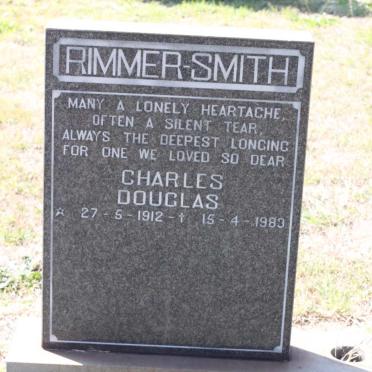 RIMMER-SMITH
MANY A LONELY HEARTACHE,
OFTEN A SILENT TEAR,
ALWAYS THE DEEPEST LONGING
FOR ONE WE LOVED SO DEAR
CHARLES
DOUGLAS
☆ 27-5-1912 - † 15-4-1983